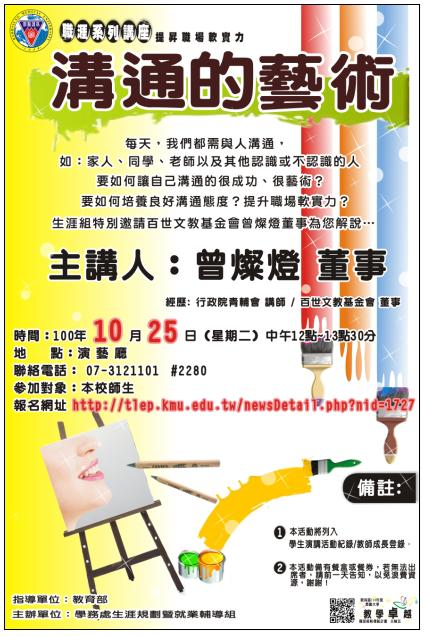 職涯系列講座 提昇職場軟實力
溝通的藝術
每天，我們都需與人溝通，
如：家人、同學、老師以及其他認識或不認識的人
要如何讓自己溝通的很成功、很藝術？
要如何培養良好溝通態度？提升職場軟實力？
生涯組特別邀請百世文教基金會曾燦燈董事為您解說…
主講人：曾燦燈 董事
經歷: 行政院青輔會 講師 / 百世文教基金會 董事
時間：100年 10 月 25 日（星期二）中午12點~13點30分
地 點：演藝廳
聯絡電話： 07-3121101 #2280
參加對象：本校師生
報名網址 http://tlep.kmu.edu.tw/newsDetail.php?nid=1727
備註:
1 本活動將列入
學生演講活動紀錄/教師成長登錄。
2 本活動備有餐盒或餐券，若無法出
席者，請前一天告知，以免浪費資
源，謝謝！
指導單位：教育部
主辦單位：學務處生涯規劃暨就業輔導組
教學卓越